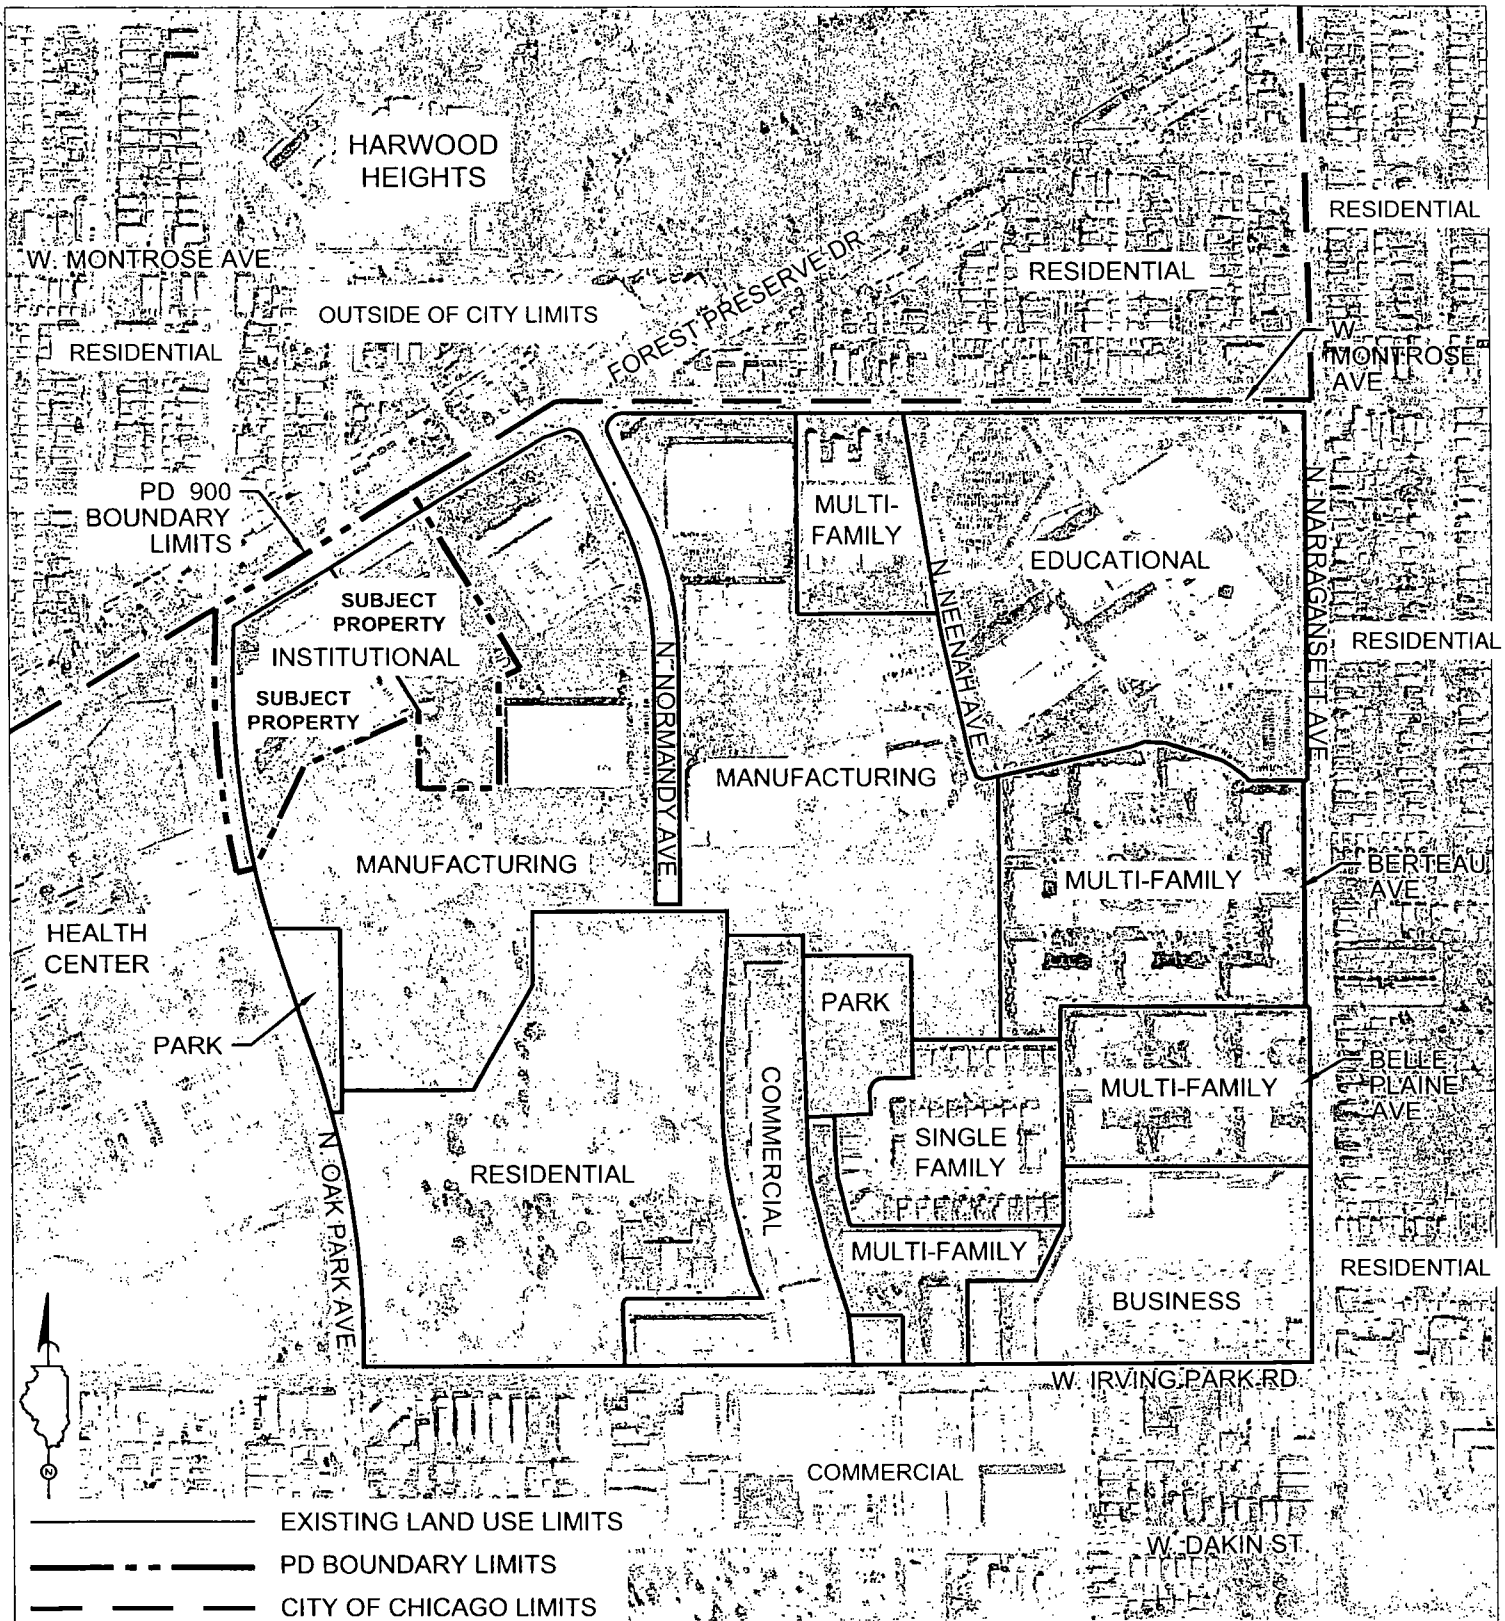 HARWOOD
HEIGHTS
RESIDENTIAL
W. MONTROSE AVE
RESIDENTIAL
OUTSIDE OF CITY LIMITS
FOREST PRESERVE DR
RESIDENTIAL
W.
MONTROSE
AVE
PD 900
BOUNDARY
LIMITS
MULTI-
FAMILY
EDUCATIONAL
N. NARRAGANSETT AVE
SUBJECT
PROPERTY
INSTITUTIONAL
SUBJECT
PROPERTY
N. NORMANDY AVE.
N. NEENAH AVE
RESIDENTIAL
MANUFACTURING
MANUFACTURING
MULTI-FAMILY
BERTEAU
AVE.
HEALTH
CENTER
PARK
PARK
COMMERCIAL
MULTI-FAMILY
BELLE
PLAINE
AVE
SINGLE
FAMILY
N. OAK PARK AVE
RESIDENTIAL
MULTI-FAMILY
RESIDENTIAL
BUSINESS
W. IRVING PARK RD.
COMMERCIAL
W. DAKIN ST.
EXISTING LAND USE LIMITS
PD BOUNDARY LIMITS
CITY OF CHICAGO LIMITS